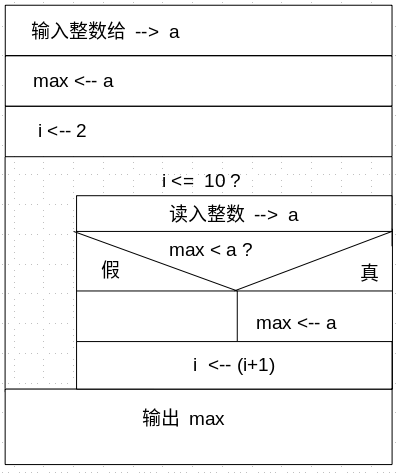 输入整数给 --> a
max <-- a
i <-- 2
i <= 10 ?
读入整数 --> a
max < a ?
假
真
max <-- a
i <-- (i+1)
输出 max